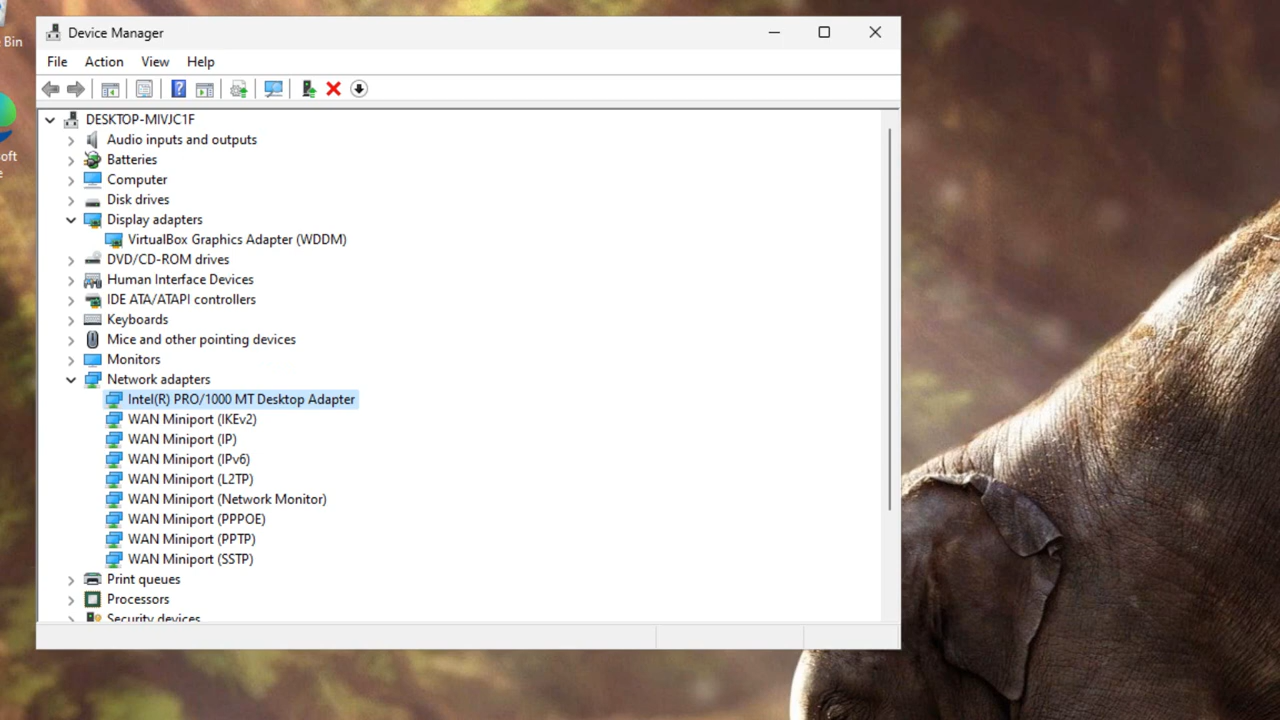 Bin
Device Manager
File Action View Help
DESKTOP-MIVJC1F
Audio inputs and outputs
Batteries
Computer
Disk drives
Display adapters
VirtualBox Graphics Adapter (WDDM)
DVD/CD-ROM drives
Human Interface Devices
IDE ATA/ATAPI controllers
Keyboards
Mice and other pointing devices
Monitors
Network adapters
Intel(R) PRO/1000 MT Desktop Adapter
WAN Miniport (IKEv2)
WAN Miniport (IP)
WAN Miniport (IPv6)
WAN Miniport (L2TP)
WAN Miniport (Network Monitor)
WAN Miniport (PPPOE)
WAN Miniport (PPTP)
WAN Miniport (SSTP)
Print queues
Processors
Security devices